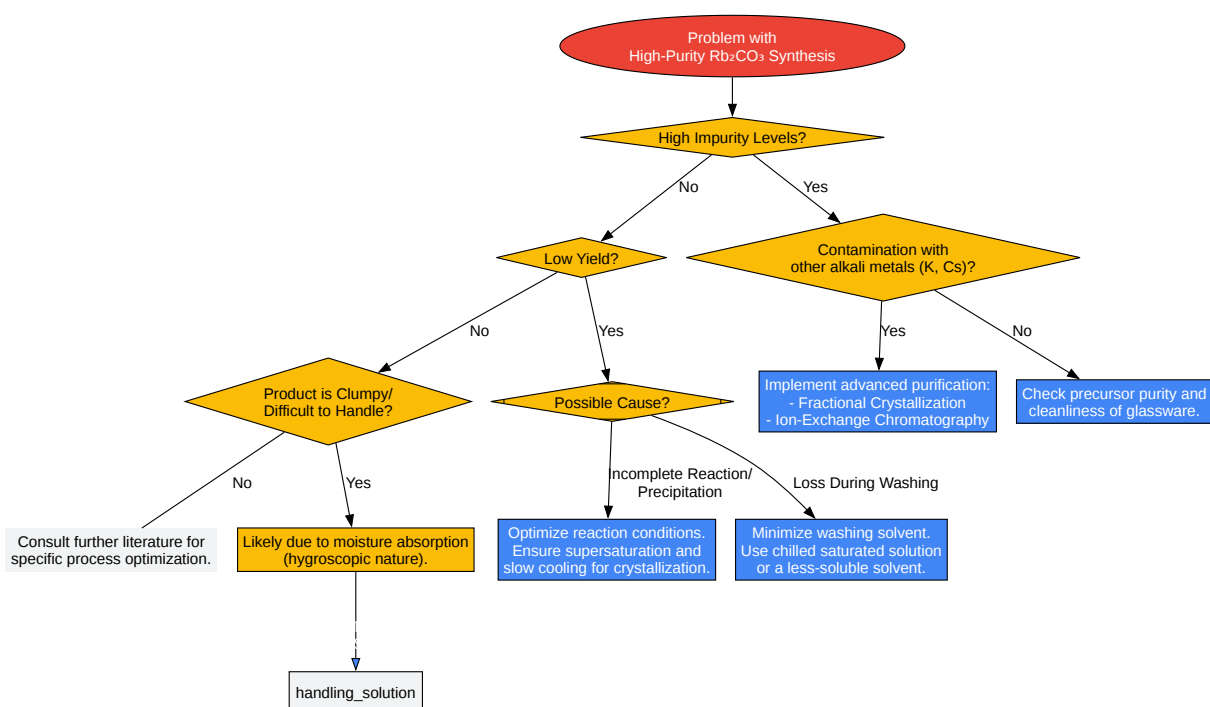 Problem with
High-Purity Rb₂CO₃ Synthesis
High Impurity Levels?
No
Yes
Low Yield?
Contamination with
other alkali metals (K, Cs)?
No
Yes
Yes
No
Product is Clumpy/
Difficult to Handle?
Possible Cause?
Implement advanced purification:
- Fractional Crystallization
- Ion-Exchange Chromatography
Check precursor purity and
cleanliness of glassware.
No
Yes
Incomplete Reaction/
Precipitation
Loss During Washing
Consult further literature for
specific process optimization.
Likely due to moisture absorption
(hygroscopic nature).
Optimize reaction conditions.
Ensure supersaturation and
slow cooling for crystallization.
Minimize washing solvent.
Use chilled saturated solution
or a less-soluble solvent.
handling_solution